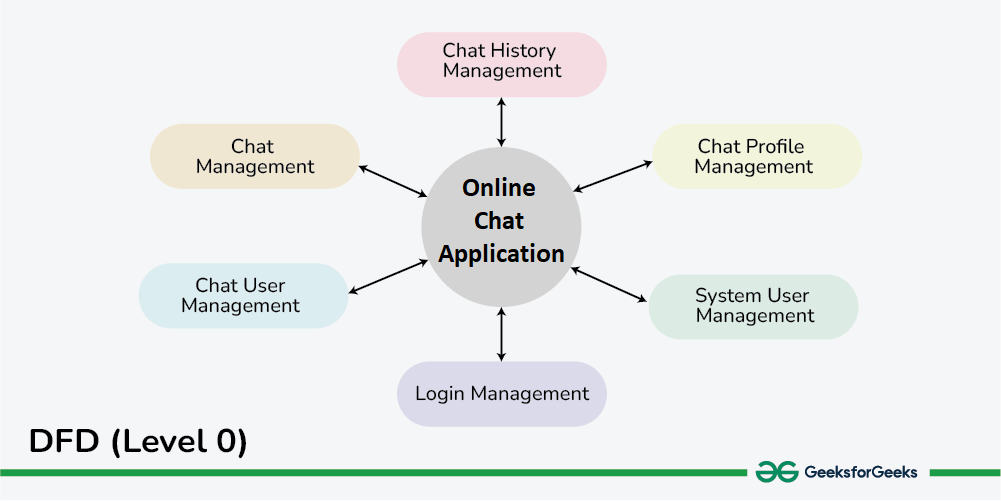 Chat History
Management
Chat
Management
Chat Profile
Management
Online
Chat
Application
Chat User
Management
System User
Management
Login Management
DFD (Level 0)
GeeksforGeeks